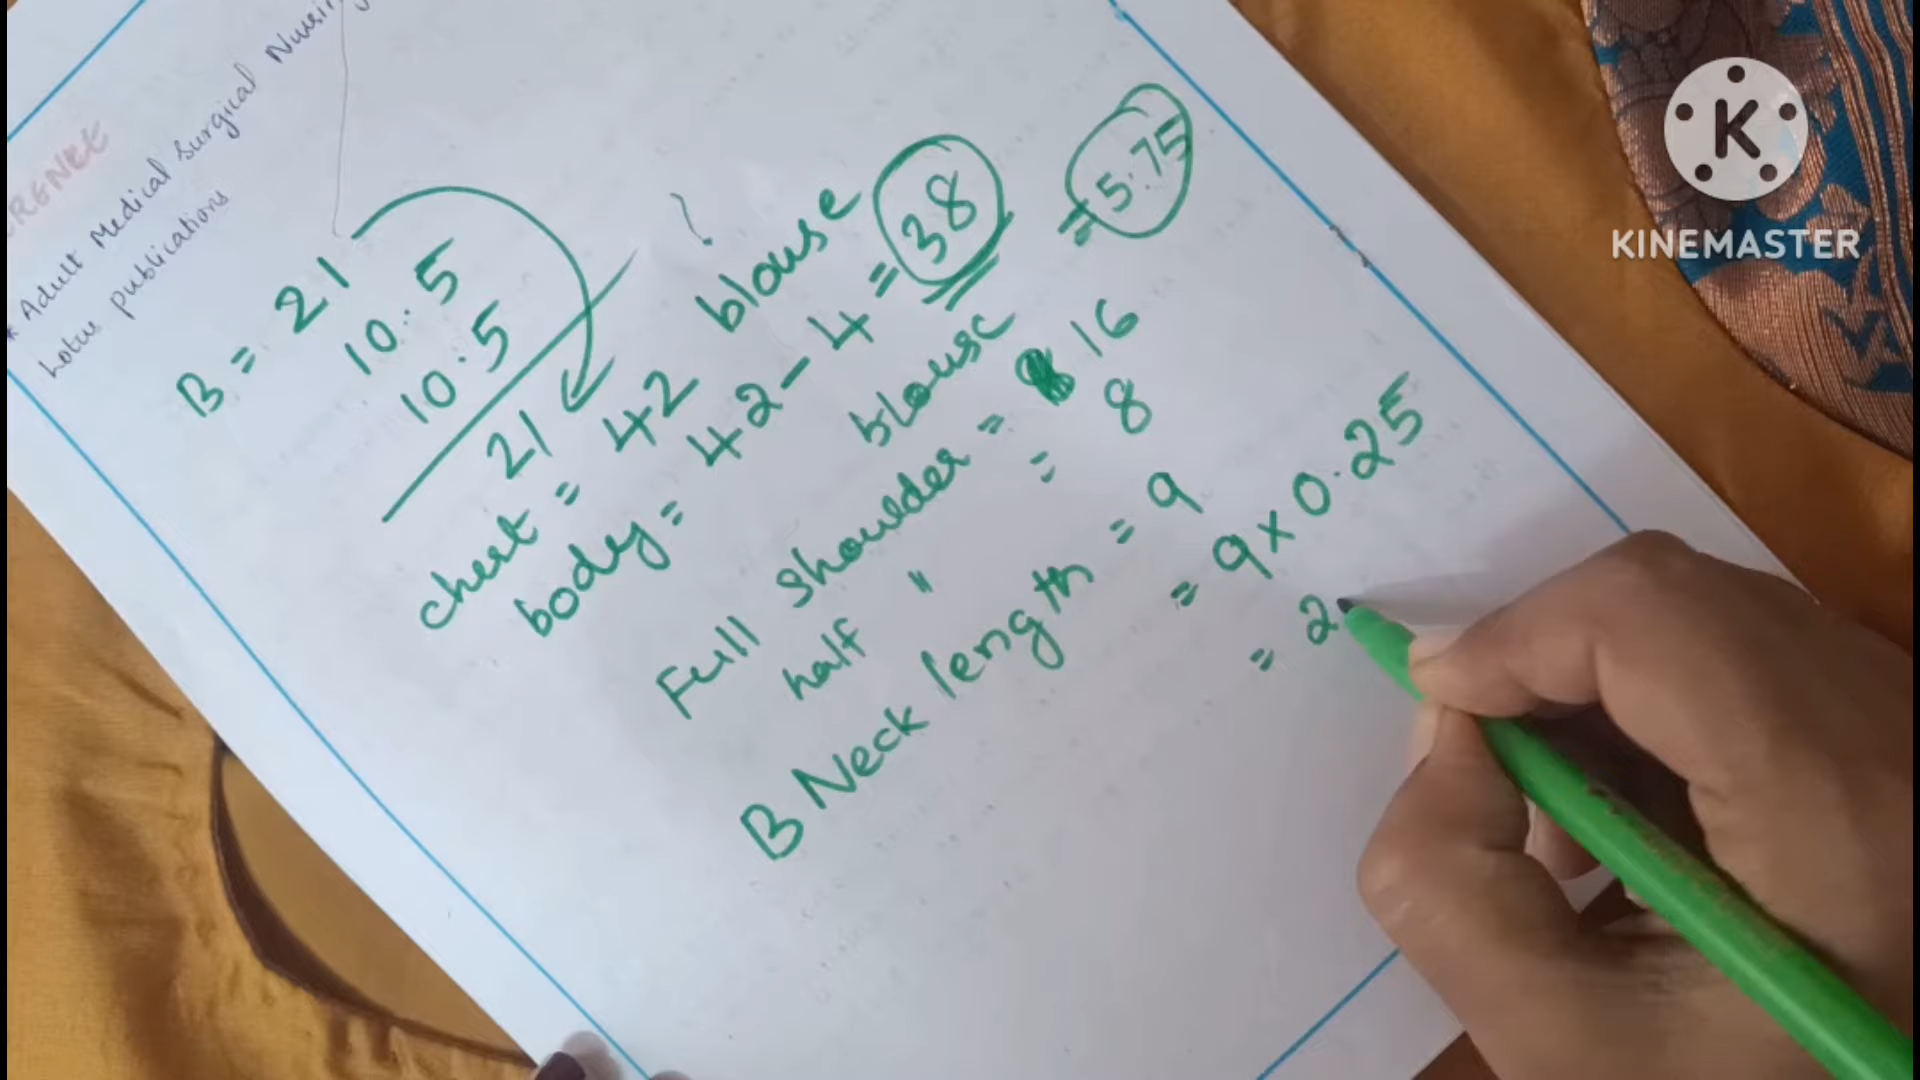 RENCE
* Adult Medical Surgical Nursing
Lotus publications
B = 21
10.5
10.5
21
chest = 42 blouse
body = 42 - 4 = 38
blouse
Full shoulder = 16 = 5.75
half " = 8
B Neck length = 9
= 9 x 0.25
= 2
K
KINEMASTER